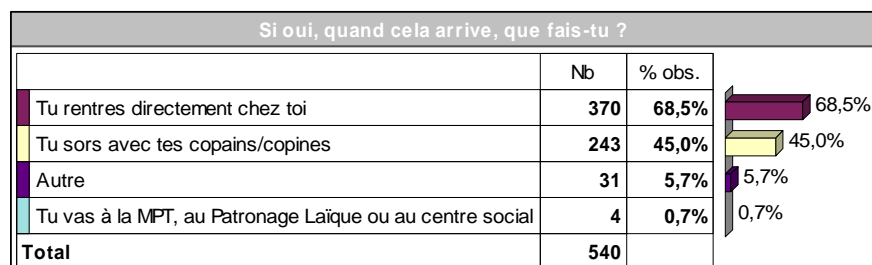 Si oui, quand cela arrive, que fais-tu ?
Nb % obs.
Tu rentres directement chez toi 370 68,5% 68,5%
Tu sors avec tes copains/copines 243 45,0% 45,0%
Autre 31 5,7% 5,7%
Tu vas à la MPT, au Patronage Laïque ou au centre social 4 0,7% 0,7%
Total 540